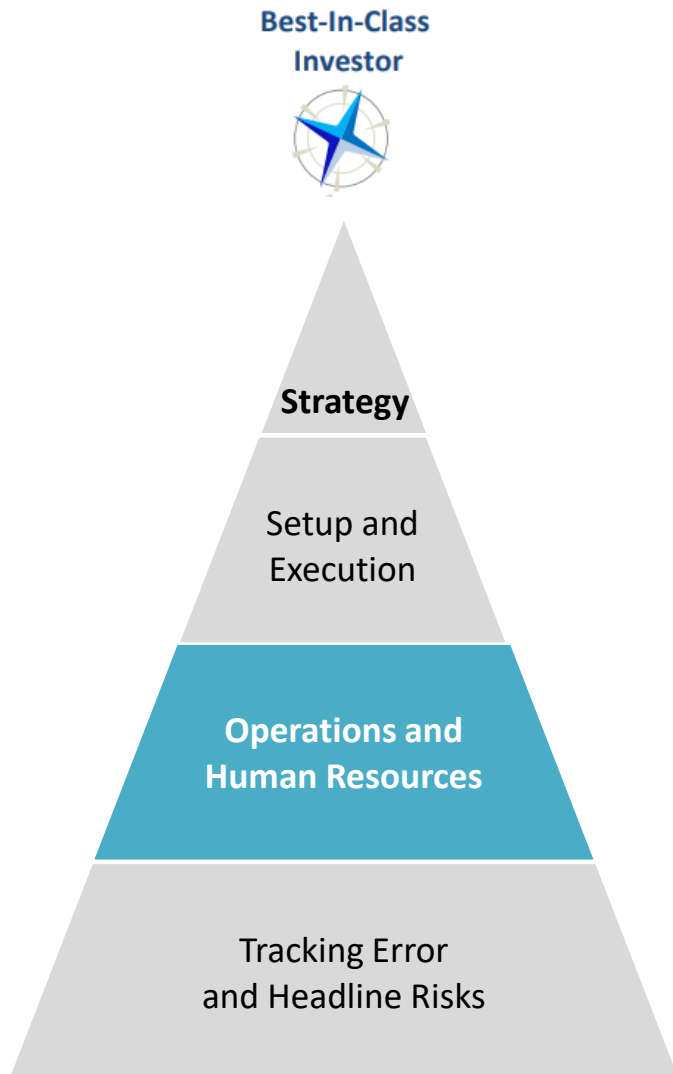 Best-In-Class
Investor
Strategy
Setup and
Execution
Operations and
Human Resources
Tracking Error
and Headline Risks